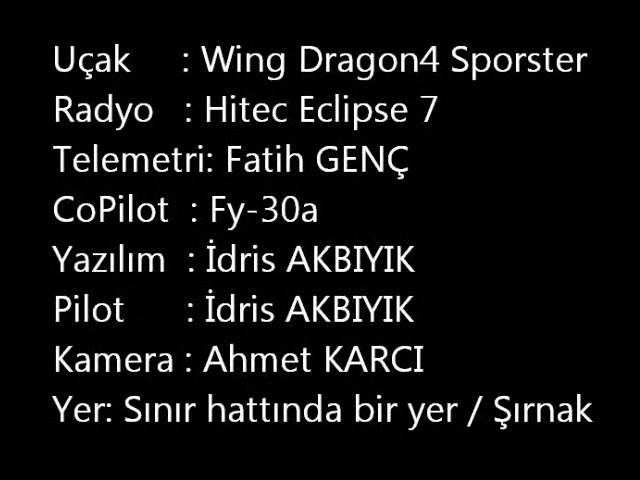 Uçak : Wing Dragon4 Sporster
Radyo : Hitec Eclipse 7
Telemetri: Fatih GENÇ
CoPilot : Fy-30a
Yazılım : İdris AKBIYIK
Pilot : İdris AKBIYIK
Kamera : Ahmet KARCI
Yer: Sınır hattında bir yer / Şırnak